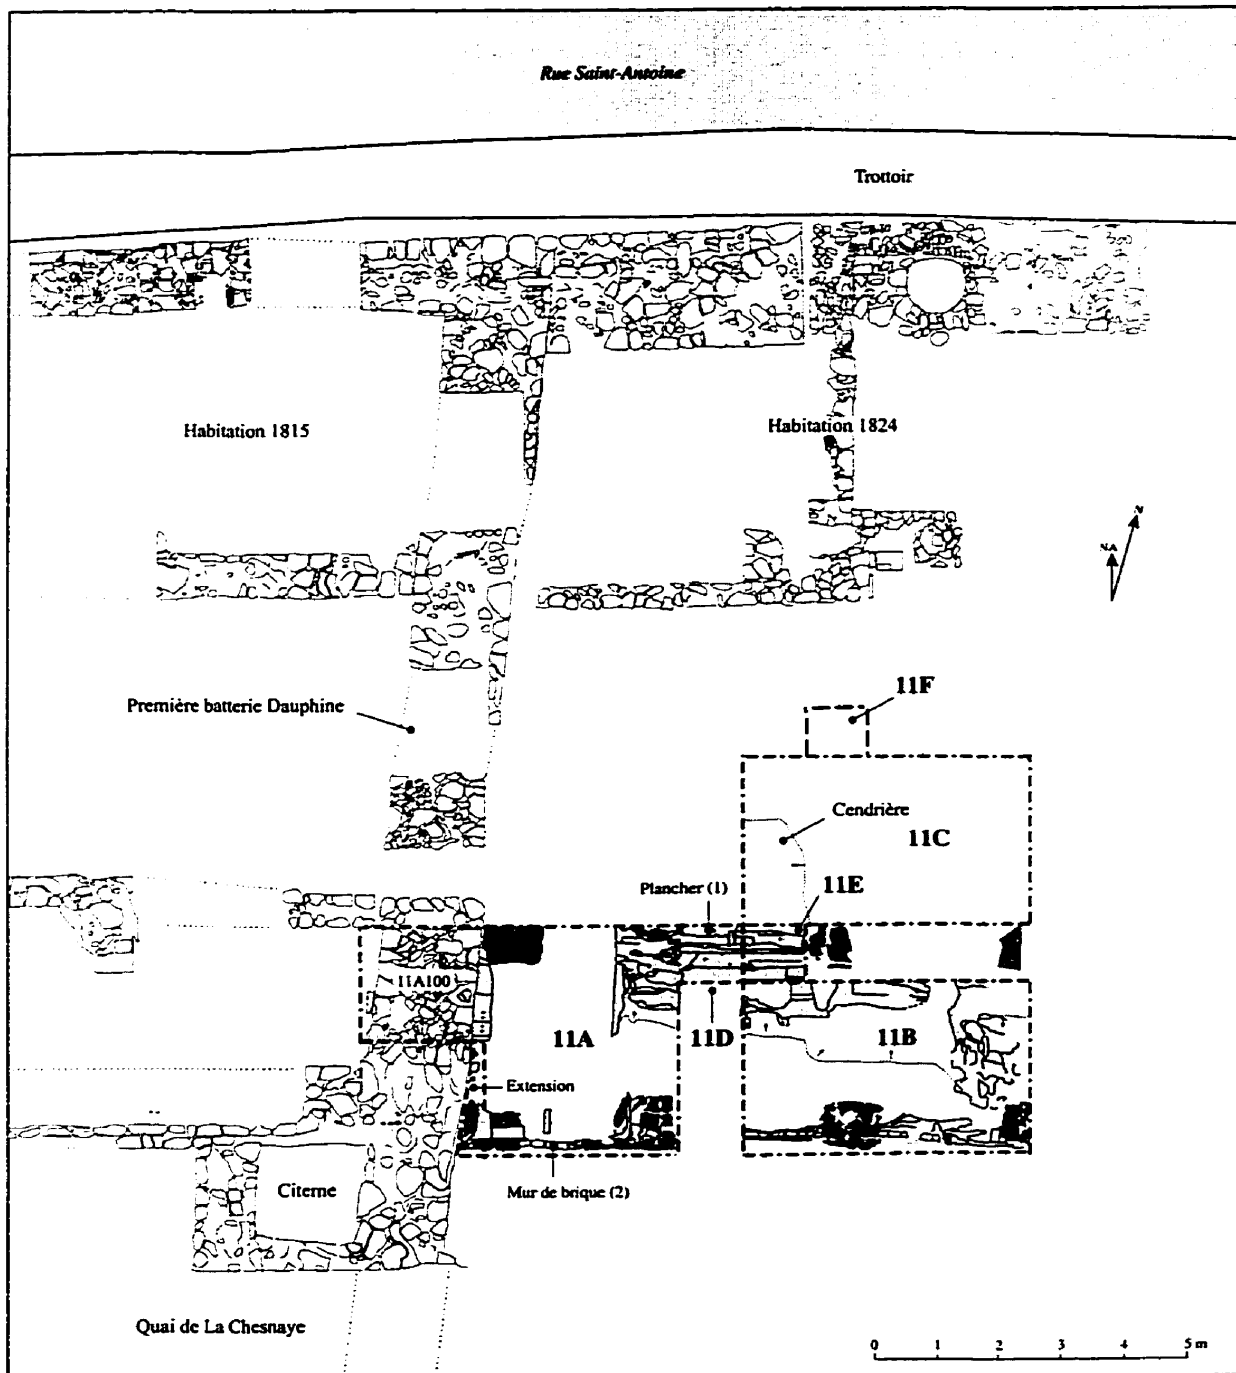 Rue Saint-Antoine
Trottoir
Habitation 1815
Habitation 1824
N
N.A
11F
Première batterie Dauphine
Cendrière
11C
Plancher (1)
11E
11A100
11A
11D
11B
Extension
Citerne
Mur de brique (2)
Quai de La Chesnaye
0 1 2 3 4 5 m